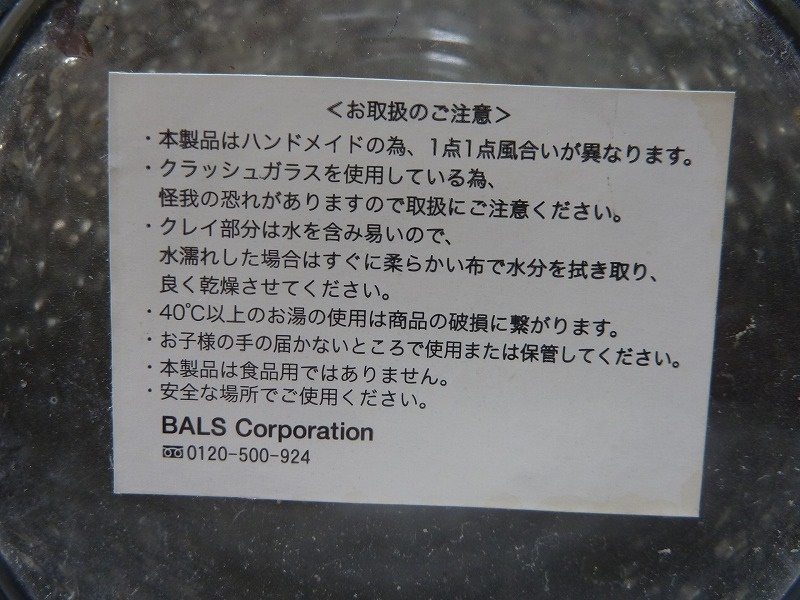 ＜お取扱のご注意＞
・本製品はハンドメイドの為、1点1点風合いが異なります。
・クラッシュガラスを使用している為、
怪我の恐れがありますので取扱にご注意ください。
・クレイ部分は水を含み易いので、
水濡れした場合はすぐに柔らかい布で水分を拭き取り、
良く乾燥させてください。
・40℃以上のお湯の使用は商品の破損に繋がります。
・お子様の手の届かないところで使用または保管してください。
・本製品は食品用ではありません。
・安全な場所でご使用ください。
BALS Corporation
0120-500-924